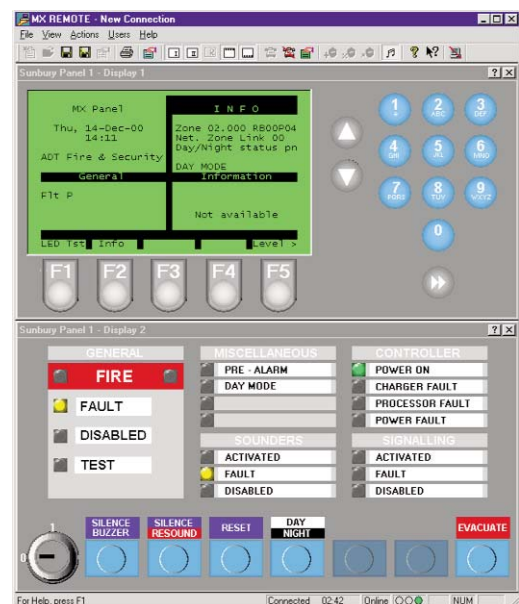 MX REMOTE - New Connection
File View Actions Users Help
Sunbury Panel 1 - Display 1
MX Panel
Thu, 14-Dec-00
14:11
ADT Fire & Security
I N F O
Zone 02.000 RB00P04
Net. Zone Link 00
Day/Night status pn
DAY MODE
General
Information
Flt P
Not available
LED Tst Info Level >
F1 F2 F3 F4 F5
1 2 ABC 3 DEF
4 GHI 5 JKL 6 MNO
7 PQRS 8 TUV 9 WXYZ
0
Sunbury Panel 1 - Display 2
GENERAL
FIRE
FAULT
DISABLED
TEST
MISCELLANEOUS
PRE - ALARM
DAY MODE
SOUNDERS
ACTIVATED
FAULT
DISABLED
CONTROLLER
POWER ON
CHARGER FAULT
PROCESSOR FAULT
POWER FAULT
SIGNALLING
ACTIVATED
FAULT
DISABLED
1
0
SILENCE
BUZZER
SILENCE
RESOUND
RESET
DAY
NIGHT
EVACUATE
For Help, press F1
Connected 02:42 Online NUM